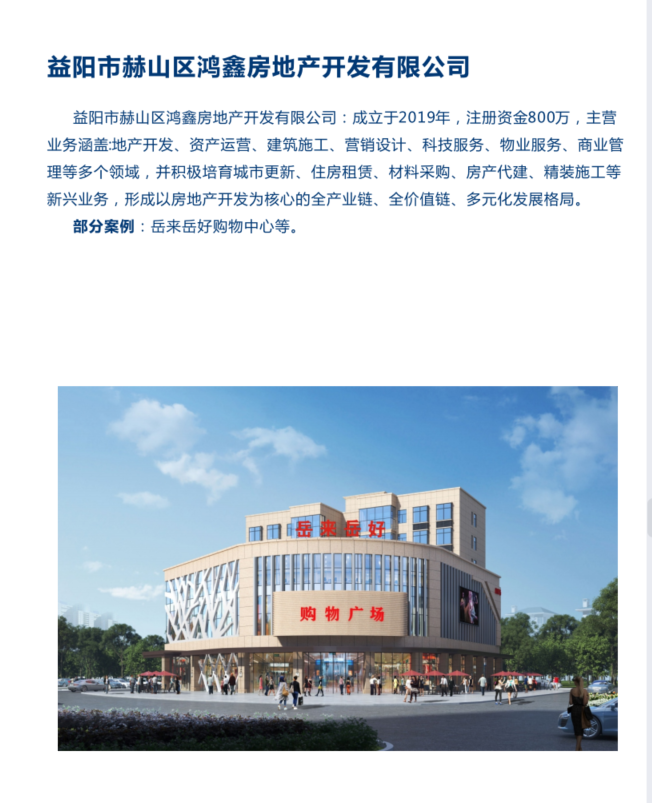 益阳市赫山区鸿鑫房地产开发有限公司
益阳市赫山区鸿鑫房地产开发有限公司：成立于2019年，注册资金800万，主营
业务涵盖:地产开发、资产运营、建筑施工、营销设计、科技服务、物业服务、商业管
理等多个领域，并积极培育城市更新、住房租赁、材料采购、房产代建、精装施工等
新兴业务，形成以房地产开发为核心的全产业链、全价值链、多元化发展格局。
部分案例：岳来岳好购物中心等。
岳来岳好
购物广场